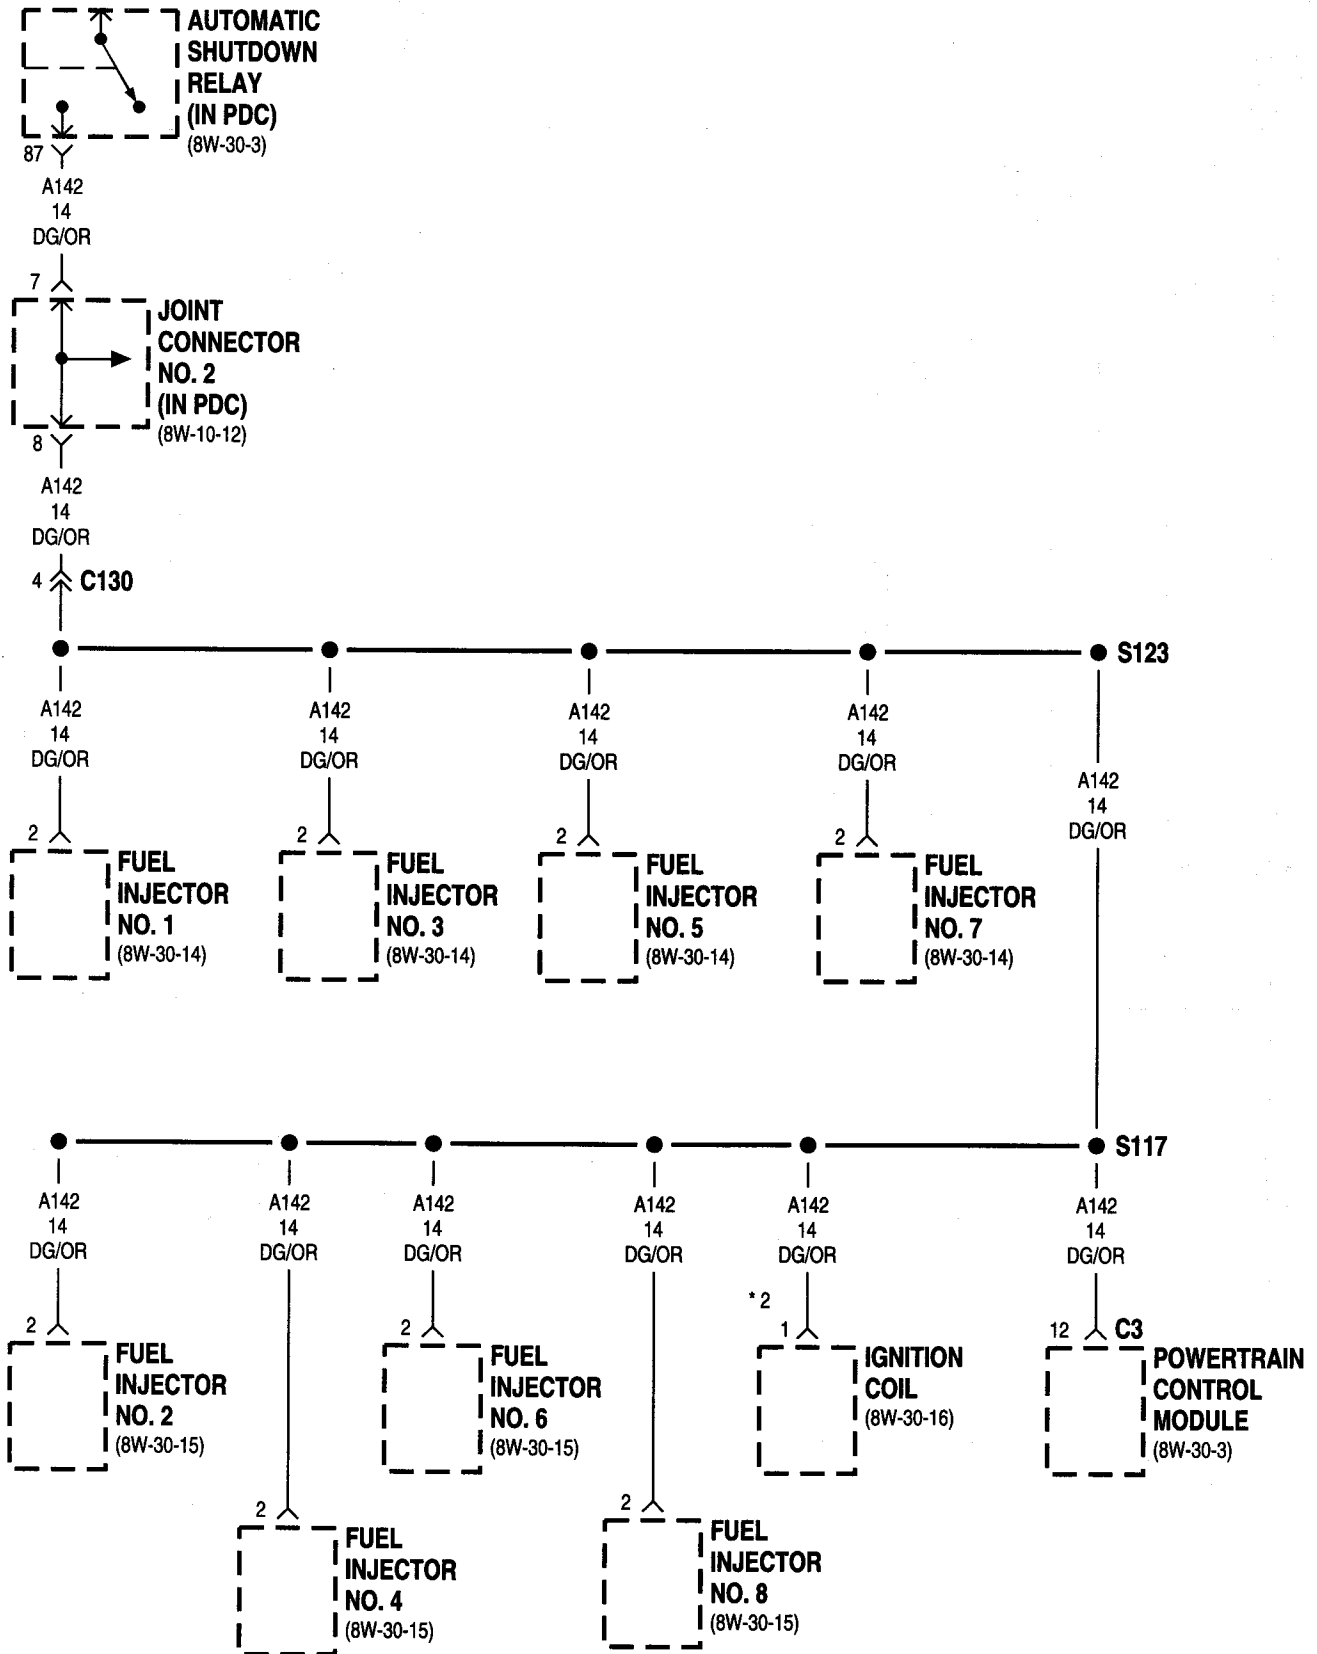 AUTOMATIC
SHUTDOWN
RELAY
(IN PDC)
(8W-30-3)
87
A142
14
DG/OR
7
JOINT
CONNECTOR
NO. 2
(IN PDC)
(8W-10-12)
8
A142
14
DG/OR
4 C130
S123
A142
14
DG/OR
A142
14
DG/OR
A142
14
DG/OR
A142
14
DG/OR
A142
14
DG/OR
2
FUEL
INJECTOR
NO. 1
(8W-30-14)
2
FUEL
INJECTOR
NO. 3
(8W-30-14)
2
FUEL
INJECTOR
NO. 5
(8W-30-14)
2
FUEL
INJECTOR
NO. 7
(8W-30-14)
S117
A142
14
DG/OR
A142
14
DG/OR
A142
14
DG/OR
A142
14
DG/OR
A142
14
DG/OR
A142
14
DG/OR
2
FUEL
INJECTOR
NO. 2
(8W-30-15)
2
FUEL
INJECTOR
NO. 6
(8W-30-15)
* 2
1
IGNITION
COIL
(8W-30-16)
12 C3
POWERTRAIN
CONTROL
MODULE
(8W-30-3)
2
FUEL
INJECTOR
NO. 4
(8W-30-15)
2
FUEL
INJECTOR
NO. 8
(8W-30-15)